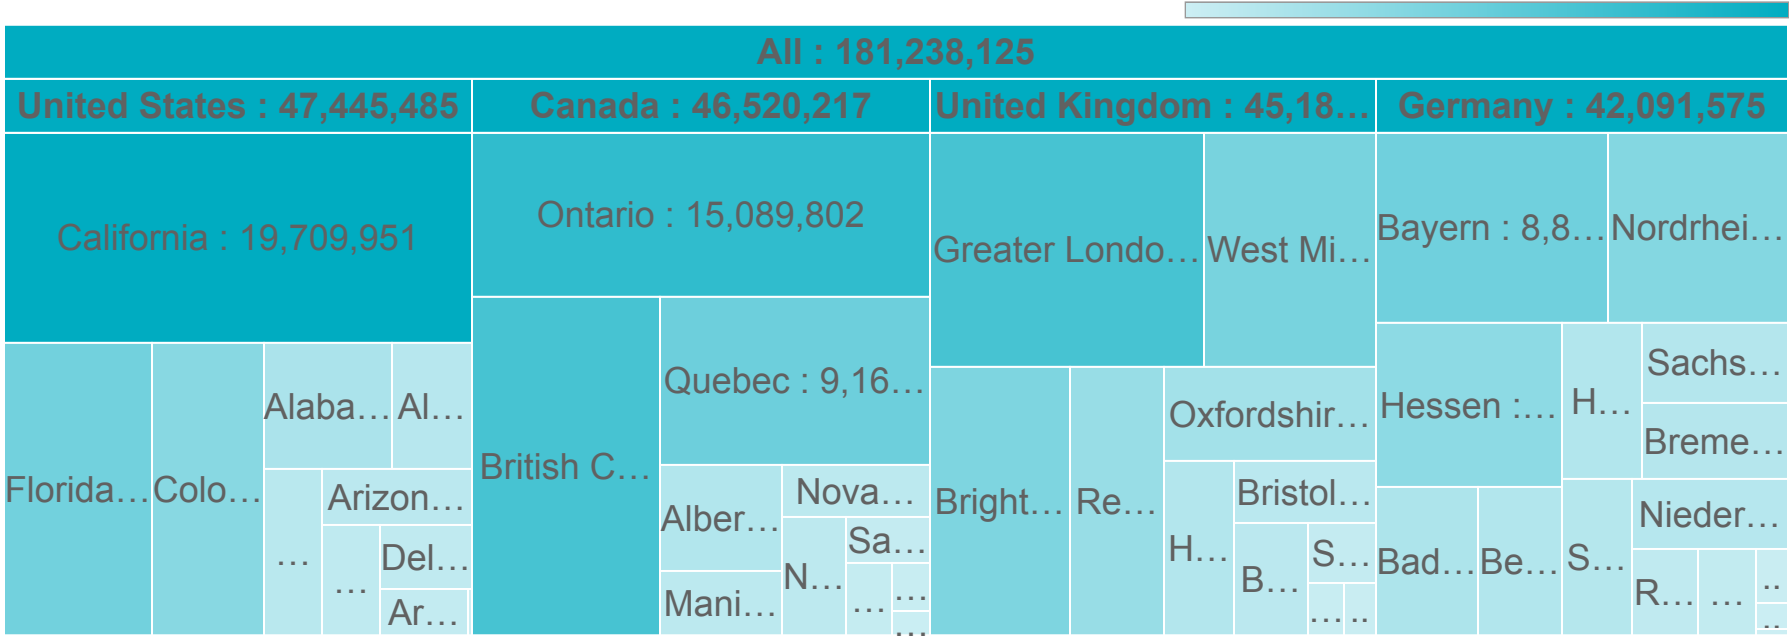 All : 181,238,125
United States : 47,445,485
Canada : 46,520,217
United Kingdom : 45,18…
Germany : 42,091,575
California : 19,709,951
Florida…
Colo…
Alaba…
Al…
…
Arizon…
…
Del…
Ar…
Ontario : 15,089,802
British C…
Quebec : 9,16…
Alber…
Mani…
Nova…
N…
Sa…
…
…
…
Greater Londo…
West Mi…
Bright…
Re…
Oxfordshir…
H…
Bristol…
B…
S…
…
..
Bayern : 8,8…
Nordrhei…
Hessen :…
H…
Sachs…
Breme…
Bad…
Be…
S…
Nieder…
R…
…
..
..